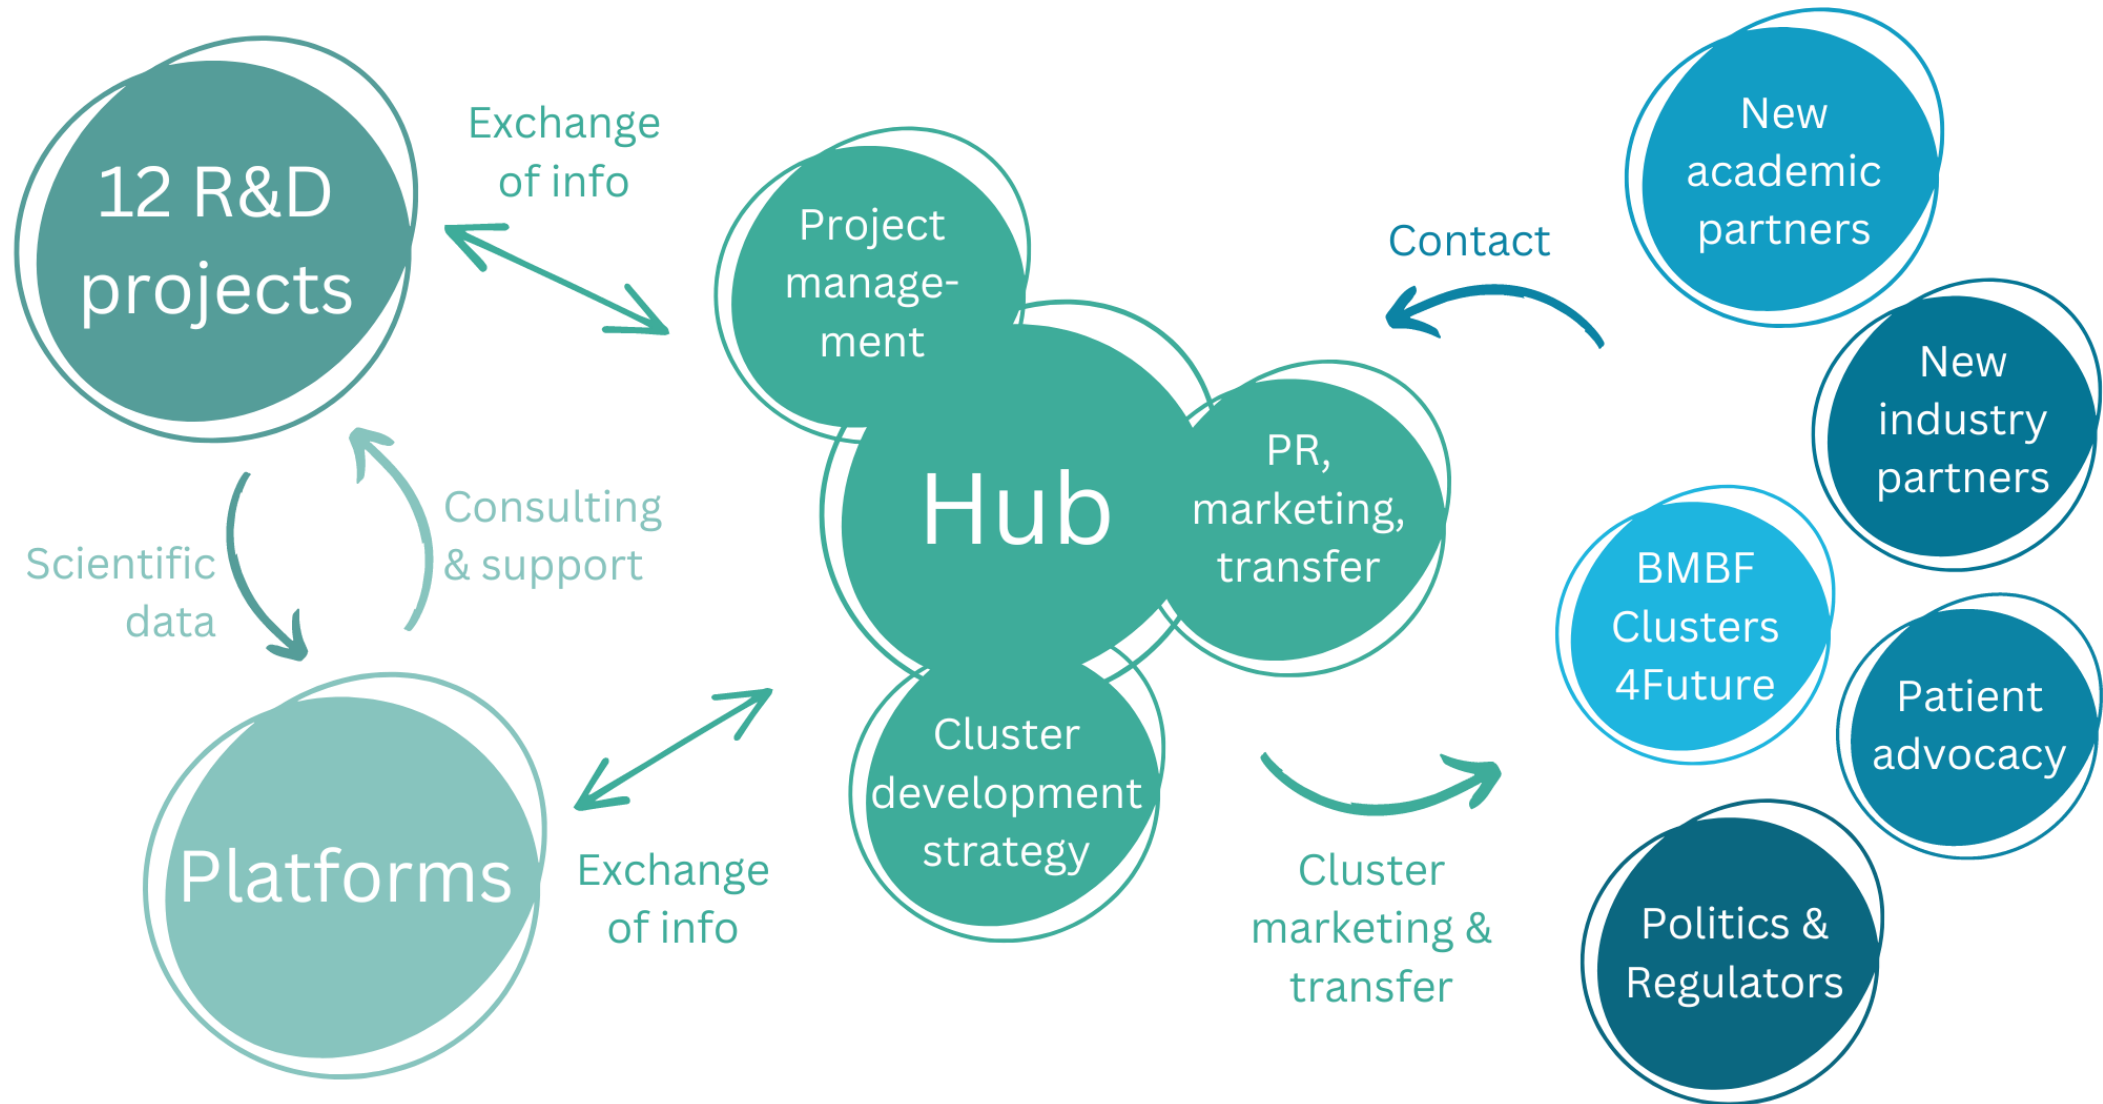 12 R&D
projects
Exchange
of info
Scientific
data
Consulting
& support
Platforms
Exchange
of info
Project
manage-
ment
Hub
PR,
marketing,
transfer
Cluster
development
strategy
Contact
Cluster
marketing &
transfer
New
academic
partners
New
industry
partners
BMBF
Clusters
4Future
Patient
advocacy
Politics &
Regulators